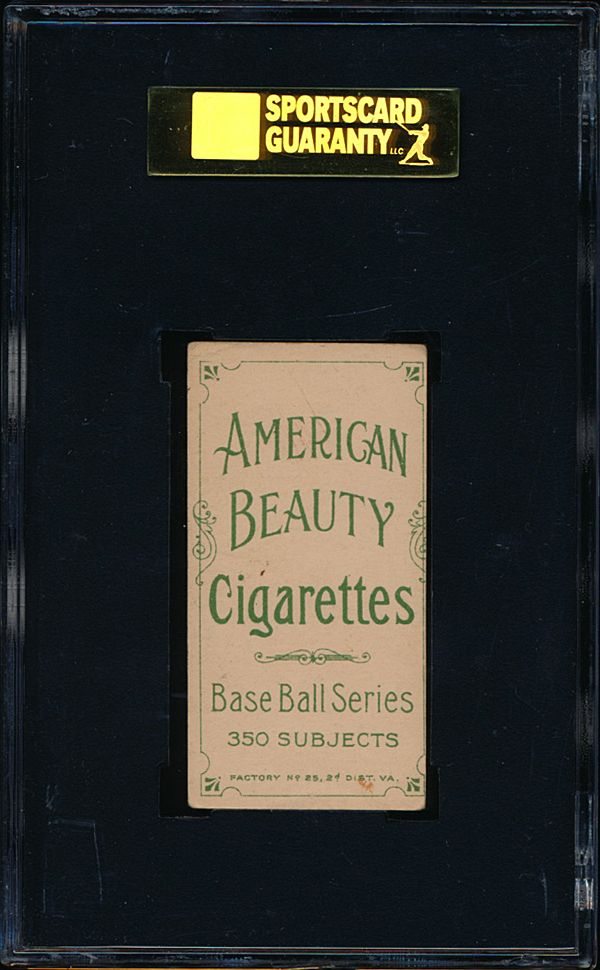 SPORTSCARD
GUARANTY LLC
AMERICAN
BEAUTY
Cigarettes
Base Ball Series
350 SUBJECTS
FACTORY Nº 25, 2d DIST. VA.